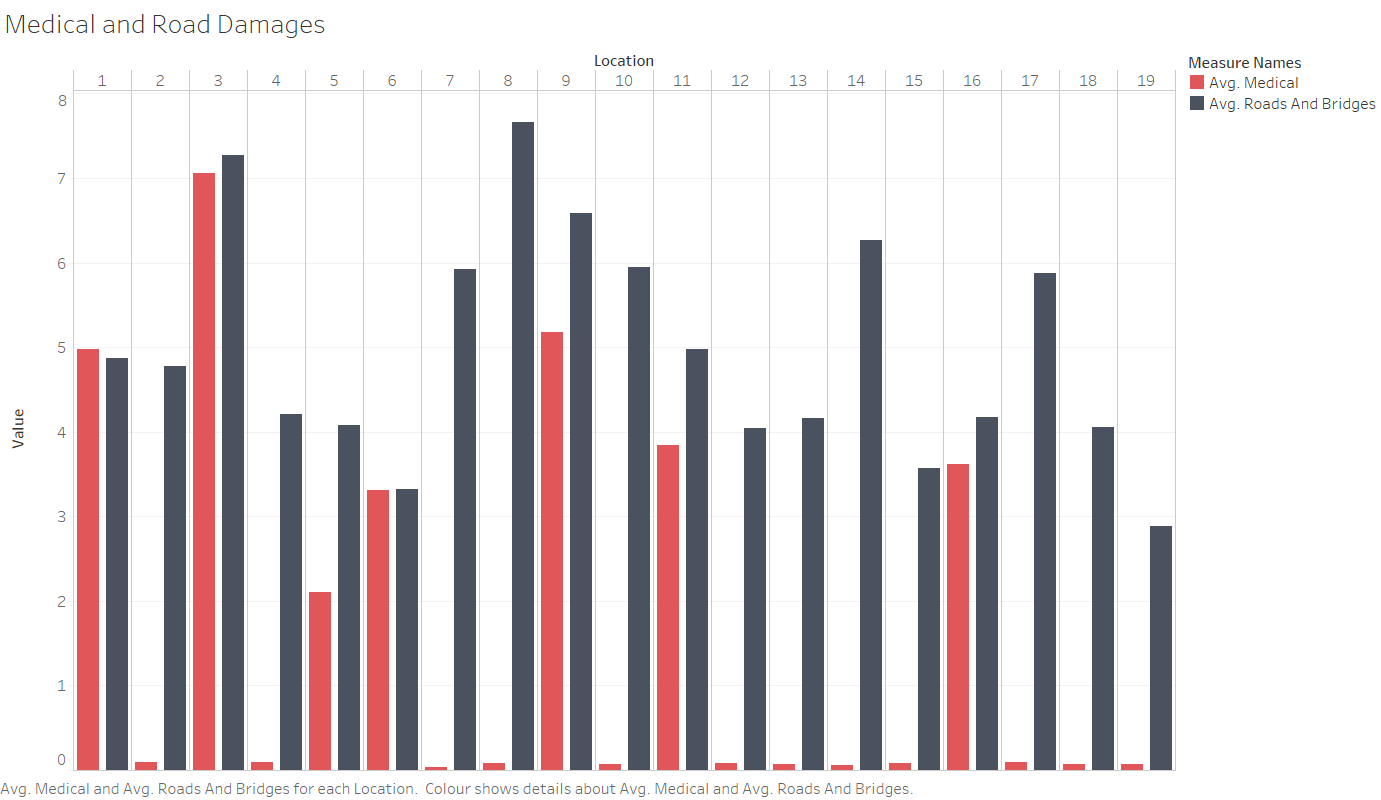 Medical and Road Damages
Location
1 2 3 4 5 6 7 8 9 10 11 12 13 14 15 16 17 18 19
Measure Names
Avg. Medical
Avg. Roads And Bridges
8
7
6
5
4
3
2
1
0
Value
Avg. Medical and Avg. Roads And Bridges for each Location.  Colour shows details about Avg. Medical and Avg. Roads And Bridges.